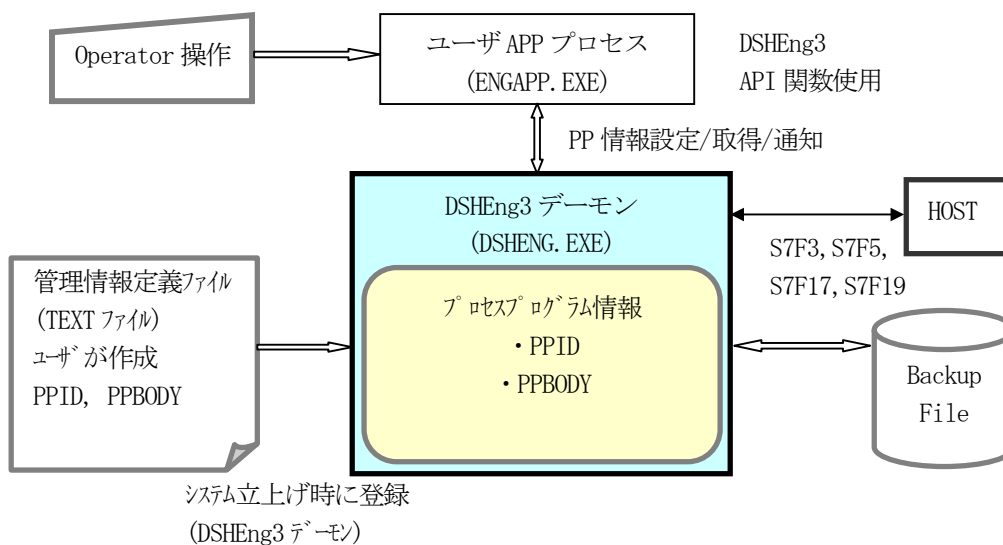 Operator 操作
ユーザ APP プロセス
(ENGAPP.EXE)
DSHEng3
API 関数使用
PP 情報設定/取得/通知
DSHEng3 デーモン
(DSHENG.EXE)
HOST
S7F3, S7F5,
S7F17, S7F19
管理情報定義ファイル
(TEXT ファイル)
ユーザが作成
PPID, PPBODY
プロセスプログラム情報
・PPID
・PPBODY
Backup
File
システム立上げ時に登録
(DSHEng3 デーモン)